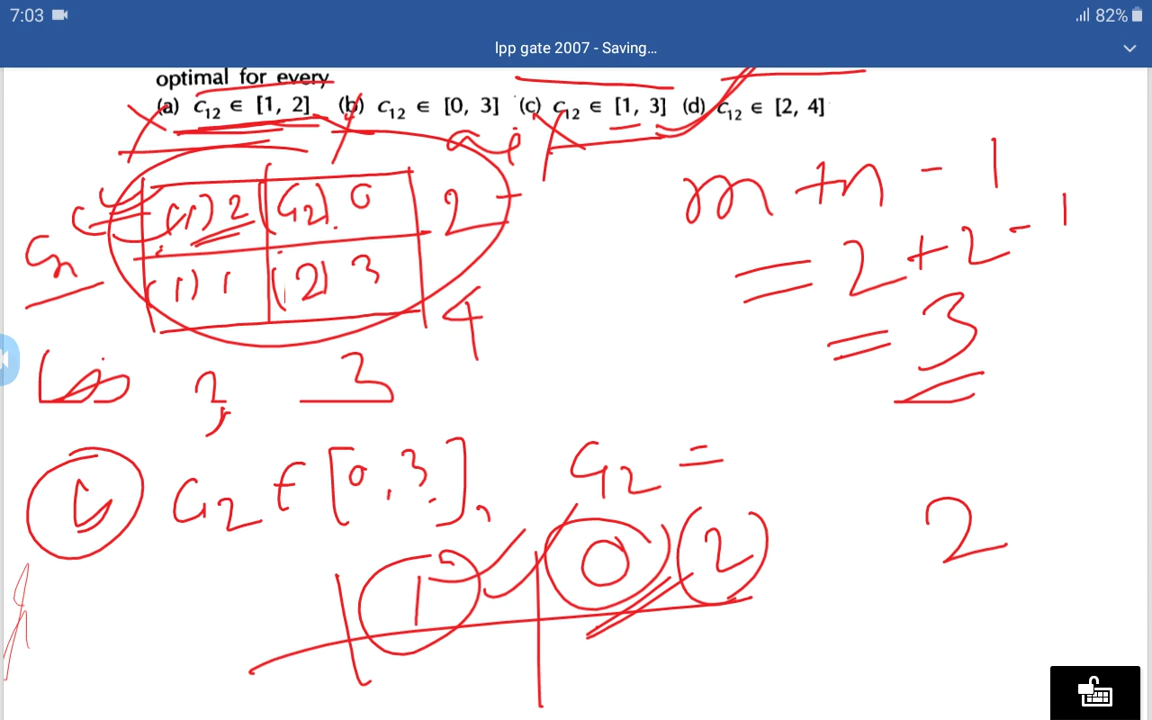 7:03 82%
lpp gate 2007 - Saving...
optimal for every
(a) c₁₂ ∈ [1, 2] (b) c₁₂ ∈ [0, 3] (c) c₁₂ ∈ [1, 3] (d) c₁₂ ∈ [2, 4]
m + n - 1
(1) 2 (C12) 0 2
= 2 + 2 - 1
(1) 1 (2) 3 4
= 3
3, 3
C12 ∈ [0, 3], C12 =
1 0 (2) 2